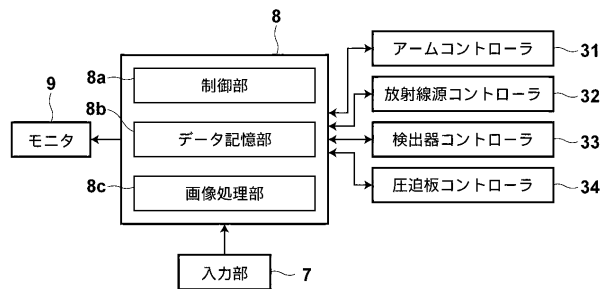 8
アームコントローラ 31
8a 制御部
放射線源コントローラ 32
9
8b データ記憶部
モニタ
検出器コントローラ 33
8c 画像処理部
圧迫板コントローラ 34
入力部 7